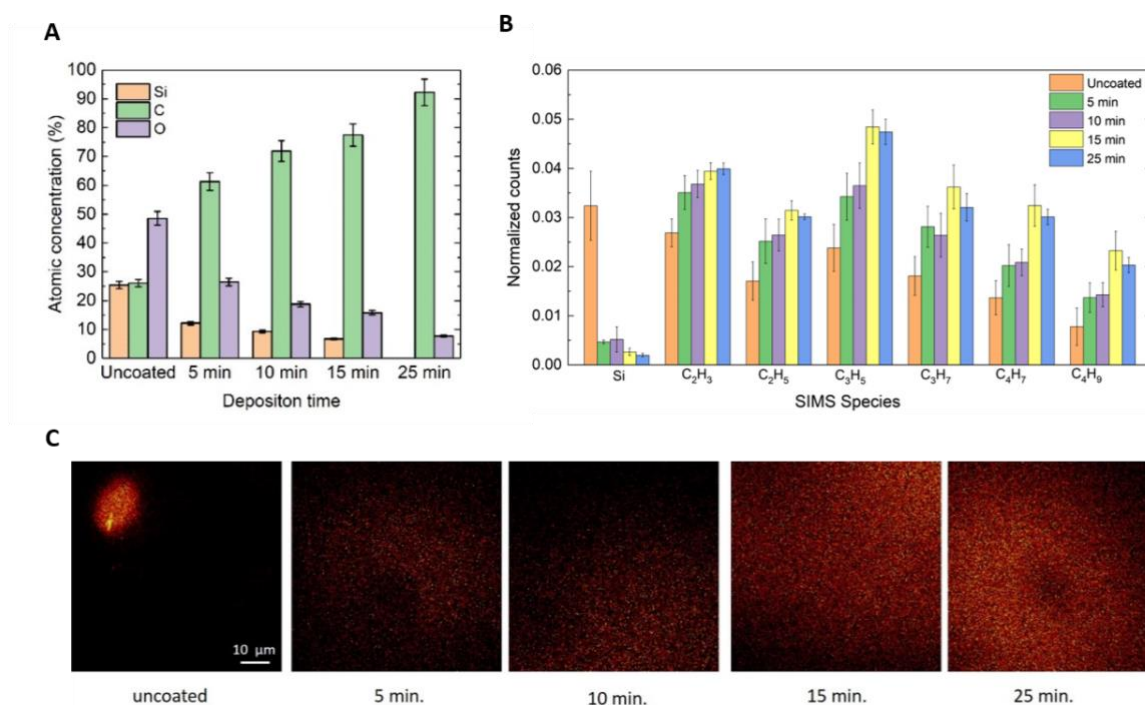 A
Atomic concentration (%)
100
90
80
70
60
50
40
30
20
10
0
Si
C
O
Uncoated 5 min 10 min 15 min 25 min
Depositon time
B
Normalized counts
0.06
0.05
0.04
0.03
0.02
0.01
0.00
Uncoated
5 min
10 min
15 min
25 min
Si C₂H₃ C₂H₅ C₃H₅ C₃H₇ C₄H₇ C₄H₉
SIMS Species
C
10 µm
uncoated 5 min. 10 min. 15 min. 25 min.